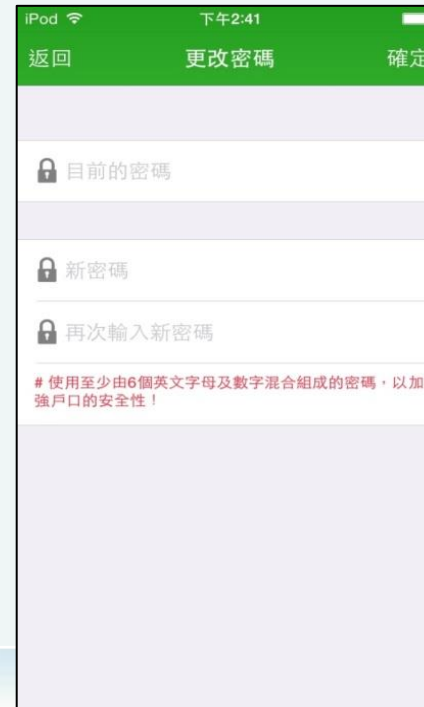 iPod 下午2:41
返回 更改密碼 確定
目前的密碼
新密碼
再次輸入新密碼
# 使用至少由6個英文字母及數字混合組成的密碼，以加
強戶口的安全性！